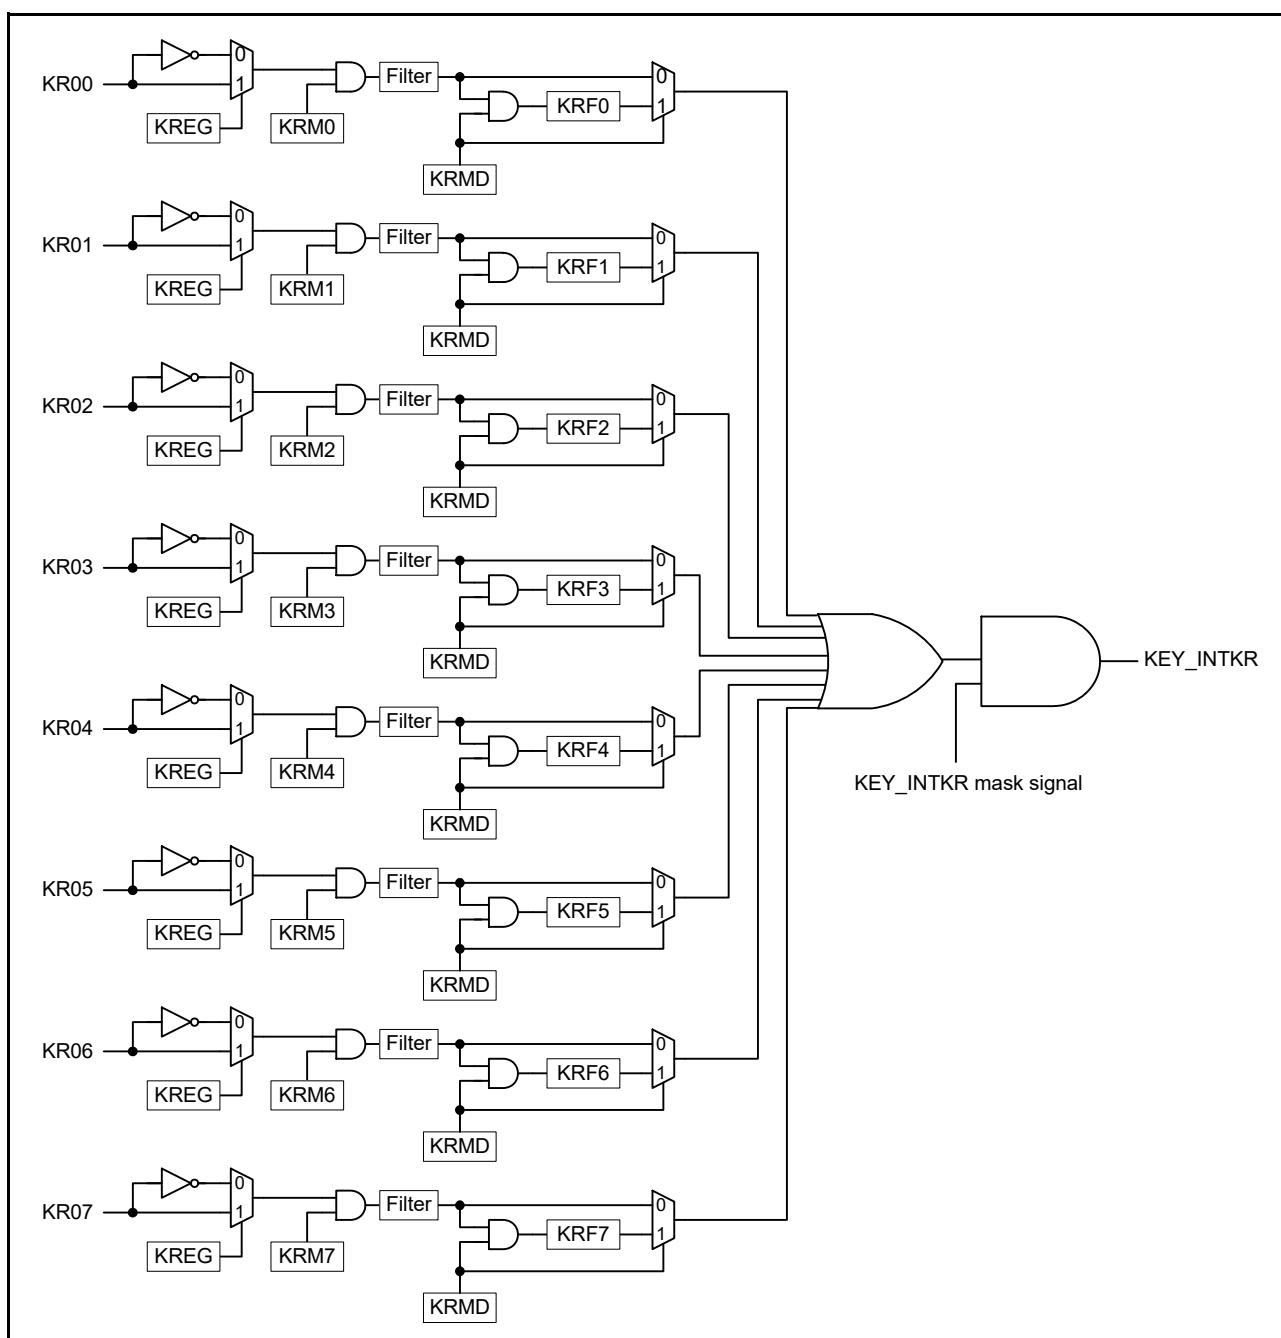 0
KR00
1
Filter
0
KREG
KRM0
KRF0
1
KRMD
0
KR01
1
Filter
0
KREG
KRM1
KRF1
1
KRMD
0
KR02
1
Filter
0
KREG
KRM2
KRF2
1
KRMD
0
KR03
1
Filter
0
KREG
KRM3
KRF3
1
KRMD
0
KR04
1
Filter
0
KREG
KRM4
KRF4
1
KRMD
0
KR05
1
Filter
0
KREG
KRM5
KRF5
1
KRMD
0
KR06
1
Filter
0
KREG
KRM6
KRF6
1
KRMD
0
KR07
1
Filter
0
KREG
KRM7
KRF7
1
KRMD
KEY_INTKR
KEY_INTKR mask signal